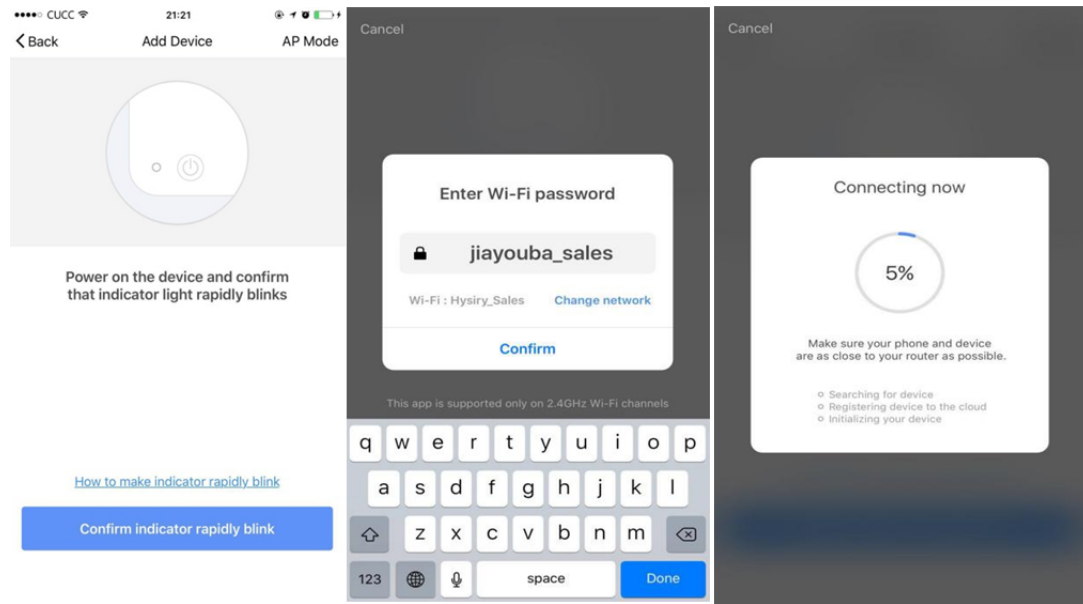 CUCC
21:21
Back
Add Device
AP Mode
Power on the device and confirm
that indicator light rapidly blinks
How to make indicator rapidly blink
Confirm indicator rapidly blink
Cancel
Enter Wi-Fi password
jiayouba_sales
Wi-Fi : Hysiry_Sales
Change network
Confirm
This app is supported only on 2.4GHz Wi-Fi channels
q w e r t y u i o p
a s d f g h j k l
z x c v b n m
123
space
Done
Cancel
Connecting now
5%
Make sure your phone and device
are as close to your router as possible.
Searching for device
Registering device to the cloud
Initializing your device